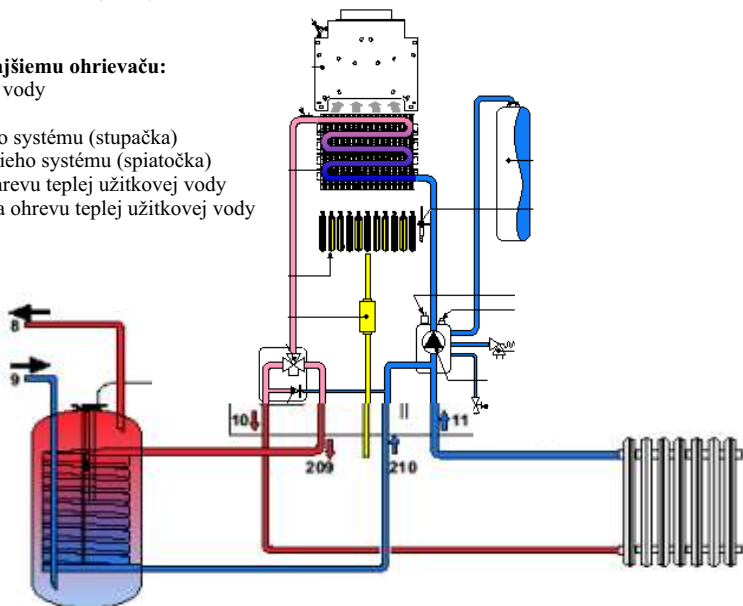 ajšiemu ohrievaču:
vody
o systému (stupačka)
ieho systému (spiatočka)
revu teplej užitkovej vody
a ohrevu teplej užitkovej vody
8
9
10
11
209
210